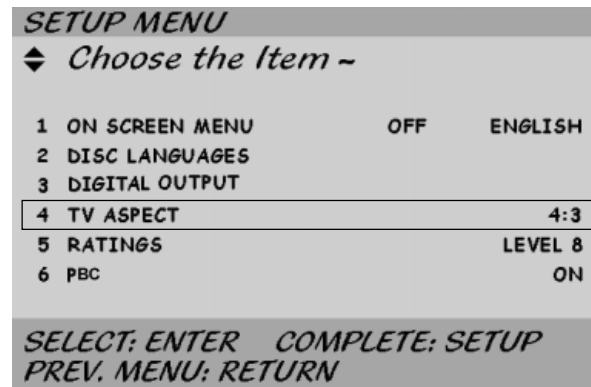 SETUP MENU
Choose the Item ~
1 ON SCREEN MENU OFF ENGLISH
2 DISC LANGUAGES
3 DIGITAL OUTPUT
4 TV ASPECT 4:3
5 RATINGS LEVEL 8
6 PBC ON
SELECT: ENTER COMPLETE: SETUP
PREV. MENU: RETURN